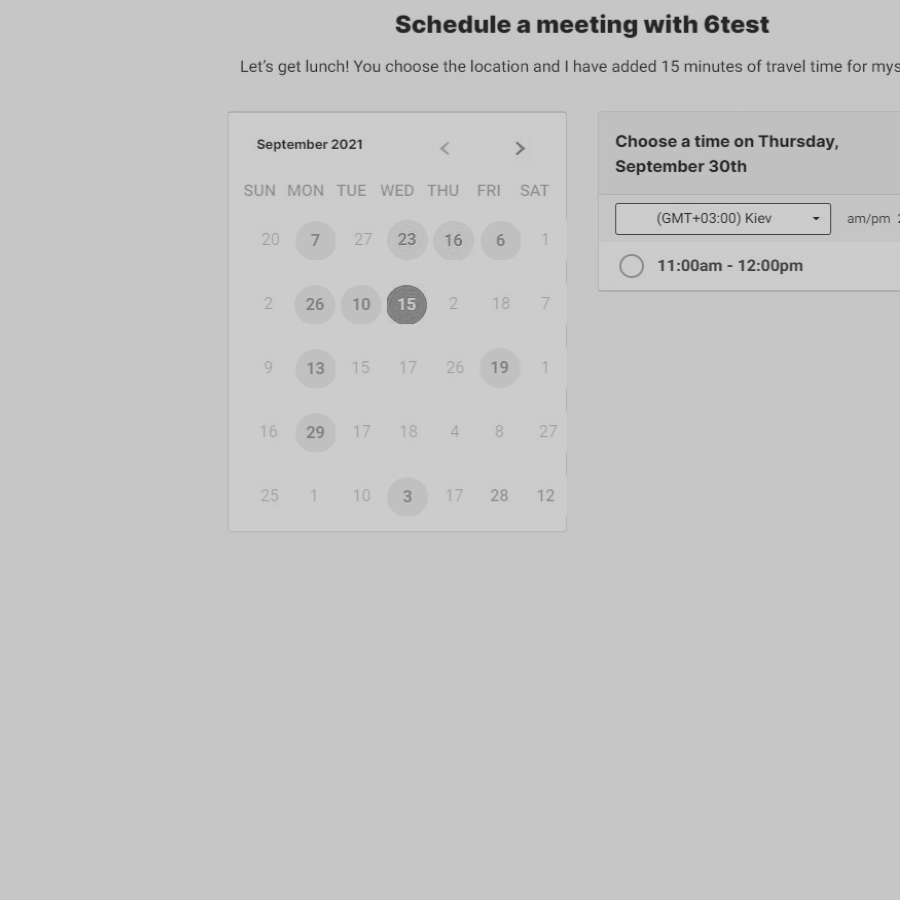 Schedule a meeting with 6test
Let's get lunch! You choose the location and I have added 15 minutes of travel time for mys
September 2021
SUN MON TUE WED THU FRI SAT
20 7 27 23 16 6 1
2 26 10 15 2 18 7
9 13 15 17 26 19 1
16 29 17 18 4 8 27
25 1 10 3 17 28 12
Choose a time on Thursday,
September 30th
(GMT+03:00) Kiev am/pm
11:00am - 12:00pm